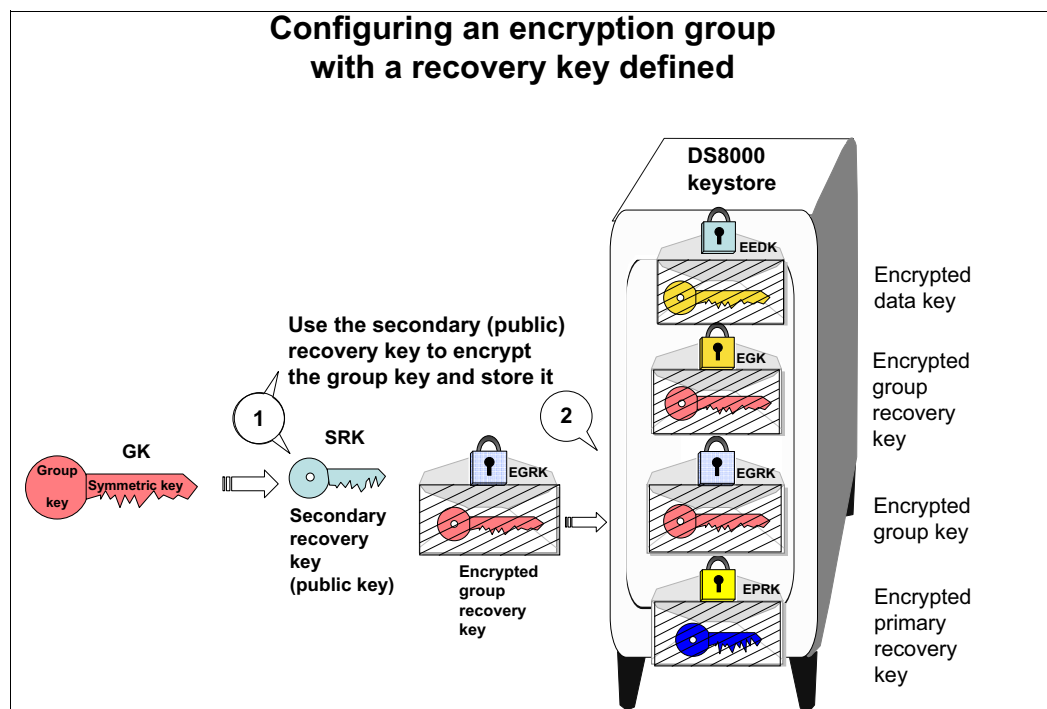 Configuring an encryption group
with a recovery key defined
DS8000
keystore
EEDK
Encrypted
data key
Use the secondary (public)
recovery key to encrypt
the group key and store it
1
2
EGK
Encrypted
group
recovery
key
GK
Group
key
Symmetric key
SRK
Secondary
recovery
key
(public key)
EGRK
Encrypted
group
recovery
key
EGRK
Encrypted
group key
EPRK
Encrypted
primary
recovery
key